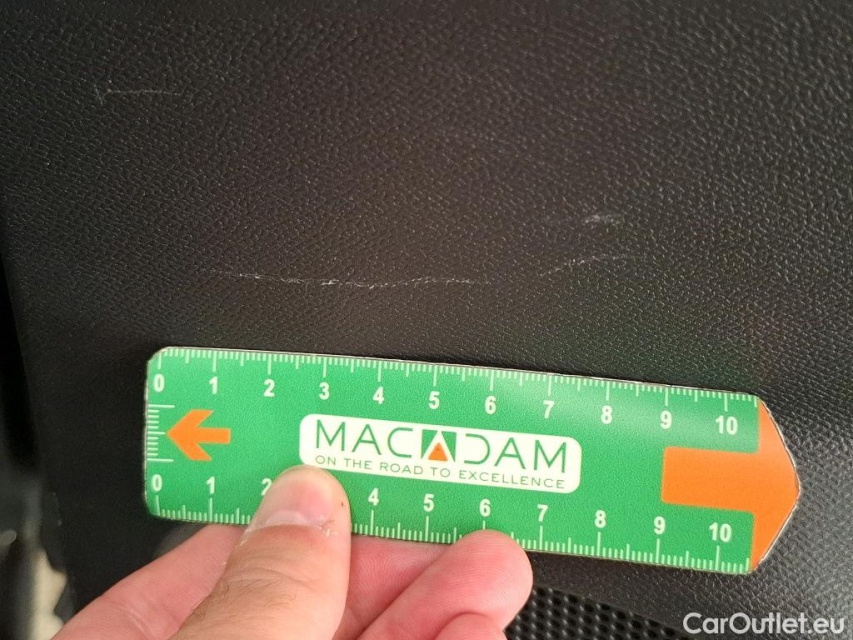 0 1 2 3 4 5 6 7 8 9 10
MACADAM
ON THE ROAD TO EXCELLENCE
0 1 2 4 5 6 7 8 9 10
CarOutlet.eu